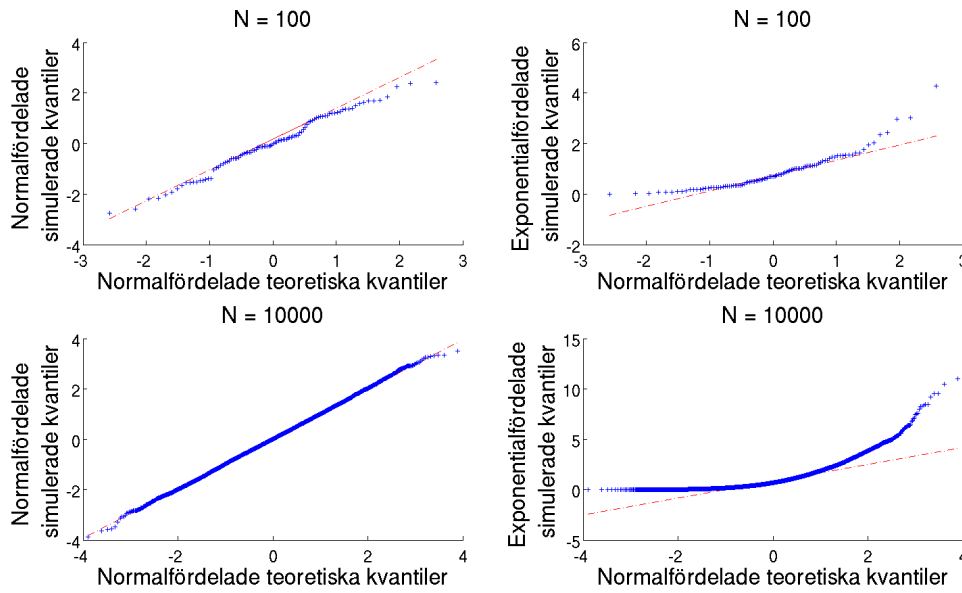 N = 100
Normalfördelade
simulerade kvantiler
4
2
0
-2
-4
-3
-2
-1
0
1
2
3
Normalfördelade teoretiska kvantiler
N = 100
Exponentialfördelade
simulerade kvantiler
6
4
2
0
-2
-3
-2
-1
0
1
2
3
Normalfördelade teoretiska kvantiler
N = 10000
Normalfördelade
simulerade kvantiler
4
2
0
-2
-4
-4
-2
0
2
4
Normalfördelade teoretiska kvantiler
N = 10000
Exponentialfördelade
simulerade kvantiler
15
10
5
0
-5
-4
-2
0
2
4
Normalfördelade teoretiska kvantiler